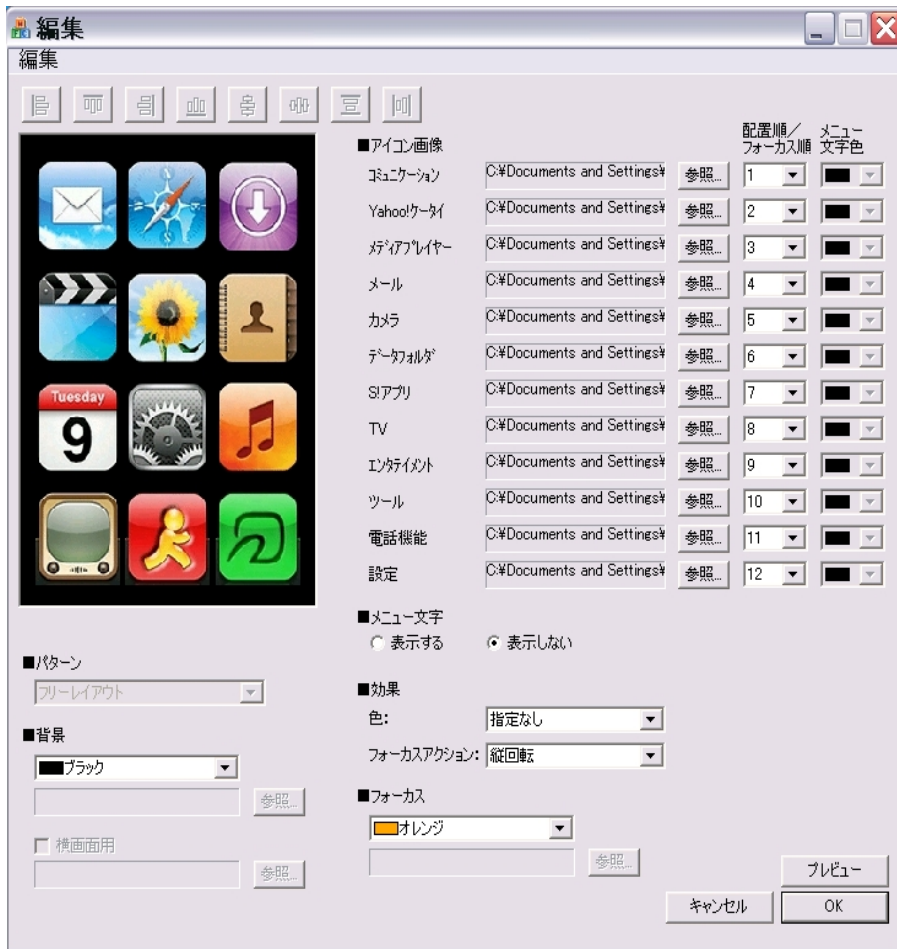 編集
編集
Tuesday
9
■アイコン画像
配置順/フォーカス順
メニュー文字色
コミュニケーション C:¥Documents and Settings¥ 参照... 1
Yahoo!ケータイ C:¥Documents and Settings¥ 参照... 2
メディアプレイヤー C:¥Documents and Settings¥ 参照... 3
メール C:¥Documents and Settings¥ 参照... 4
カメラ C:¥Documents and Settings¥ 参照... 5
データフォルダ C:¥Documents and Settings¥ 参照... 6
S!アプリ C:¥Documents and Settings¥ 参照... 7
TV C:¥Documents and Settings¥ 参照... 8
エンタテイメント C:¥Documents and Settings¥ 参照... 9
ツール C:¥Documents and Settings¥ 参照... 10
電話機能 C:¥Documents and Settings¥ 参照... 11
設定 C:¥Documents and Settings¥ 参照... 12
■メニュー文字
表示する 表示しない
■パターン
フリーレイアウト
■背景
ブラック
参照...
横画面用
参照...
■効果
色: 指定なし
フォーカスアクション: 縦回転
■フォーカス
オレンジ
参照...
プレビュー
キャンセル OK